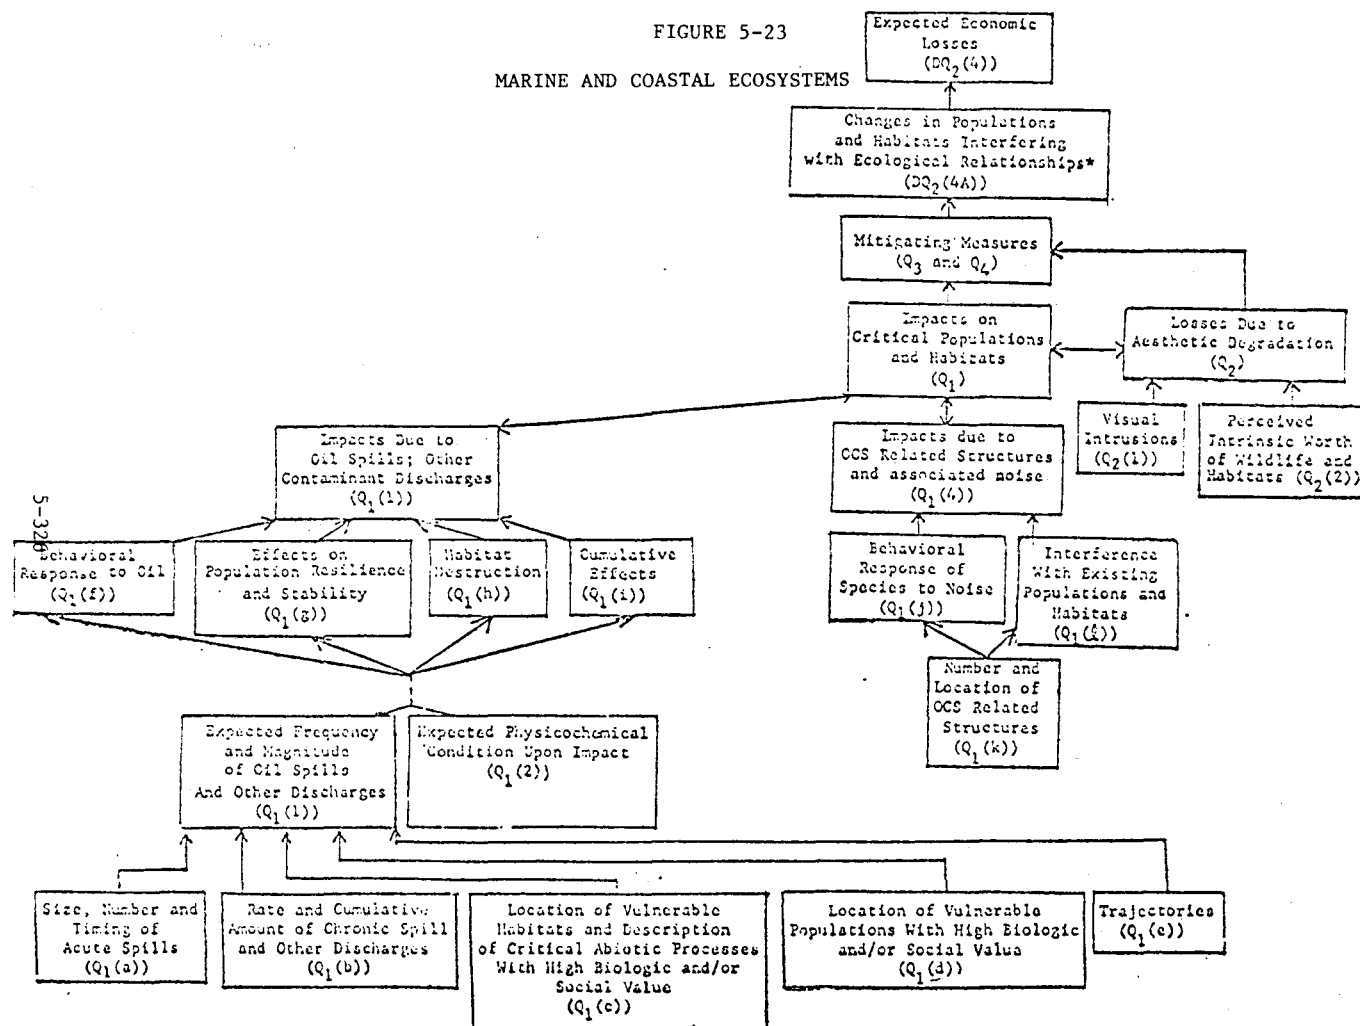 FIGURE 5-23
MARINE AND COASTAL ECOSYSTEMS
Expected Economic
Losses
(DQ2(4))
Changes in Populations
and Habitats Interfering
with Ecological Relationships*
(DQ2(4A))
Mitigating Measures
(Q3 and Q4)
Impacts on
Critical Populations
and Habitats
(Q1)
Losses Due to
Aesthetic Degradation
(Q2)
Visual
Intrusions
(Q2(1))
Perceived
Intrinsic Worth
of Wildlife and
Habitats (Q2(2))
Impacts Due to
Oil Spills; Other
Contaminant Discharges
(Q1(1))
Impacts due to
OCS Related Structures
and associated noise
(Q1(4))
5-320
Behavioral
Response to Oil
(Q1(f))
Effects on
Population Resilience
and Stability
(Q1(g))
Habitat
Destruction
(Q1(h))
Cumulative
Effects
(Q1(i))
Behavioral
Response of
Species to Noise
(Q1(j))
Interference
With Existing
Populations and
Habitats
Number and
Location of
OCS Related
Structures
(Q1(k))
Expected Frequency
and Magnitude
of Oil Spills
And Other Discharges
(Q1(1))
Expected Physicochemical
Condition Upon Impact
(Q1(2))
Size, Number and
Timing of
Acute Spills
(Q1(a))
Rate and Cumulative
Amount of Chronic Spill
and Other Discharges
(Q1(b))
Location of Vulnerable
Habitats and Description
of Critical Abiotic Processes
With High Biologic and/or
Social Value
(Q1(c))
Location of Vulnerable
Populations With High Biologic
and/or Social Value
(Q1(d))
Trajectories
(Q1(e))